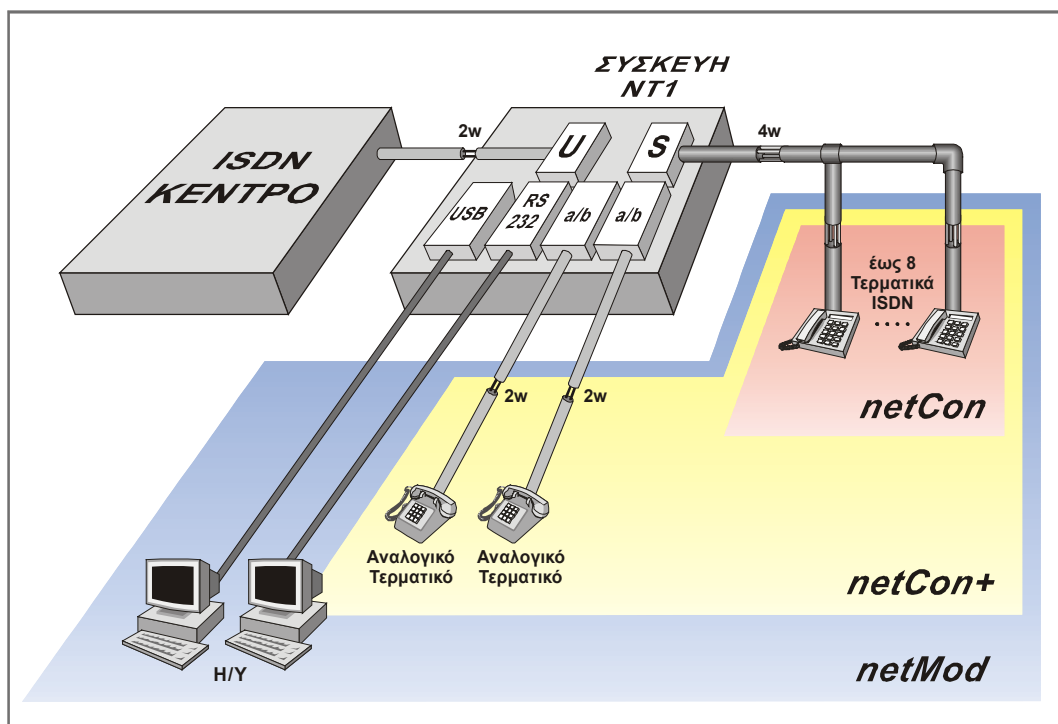 ΣΥΣΚΕΥΗ
NT1
ISDN
ΚΕΝΤΡΟ
2w
U
S
4w
USB
RS
232
a/b
a/b
έως 8
Τερματικά
ISDN
....
netCon
2w
2w
Αναλογικό
Τερματικό
Αναλογικό
Τερματικό
netCon+
Η/Υ
netMod